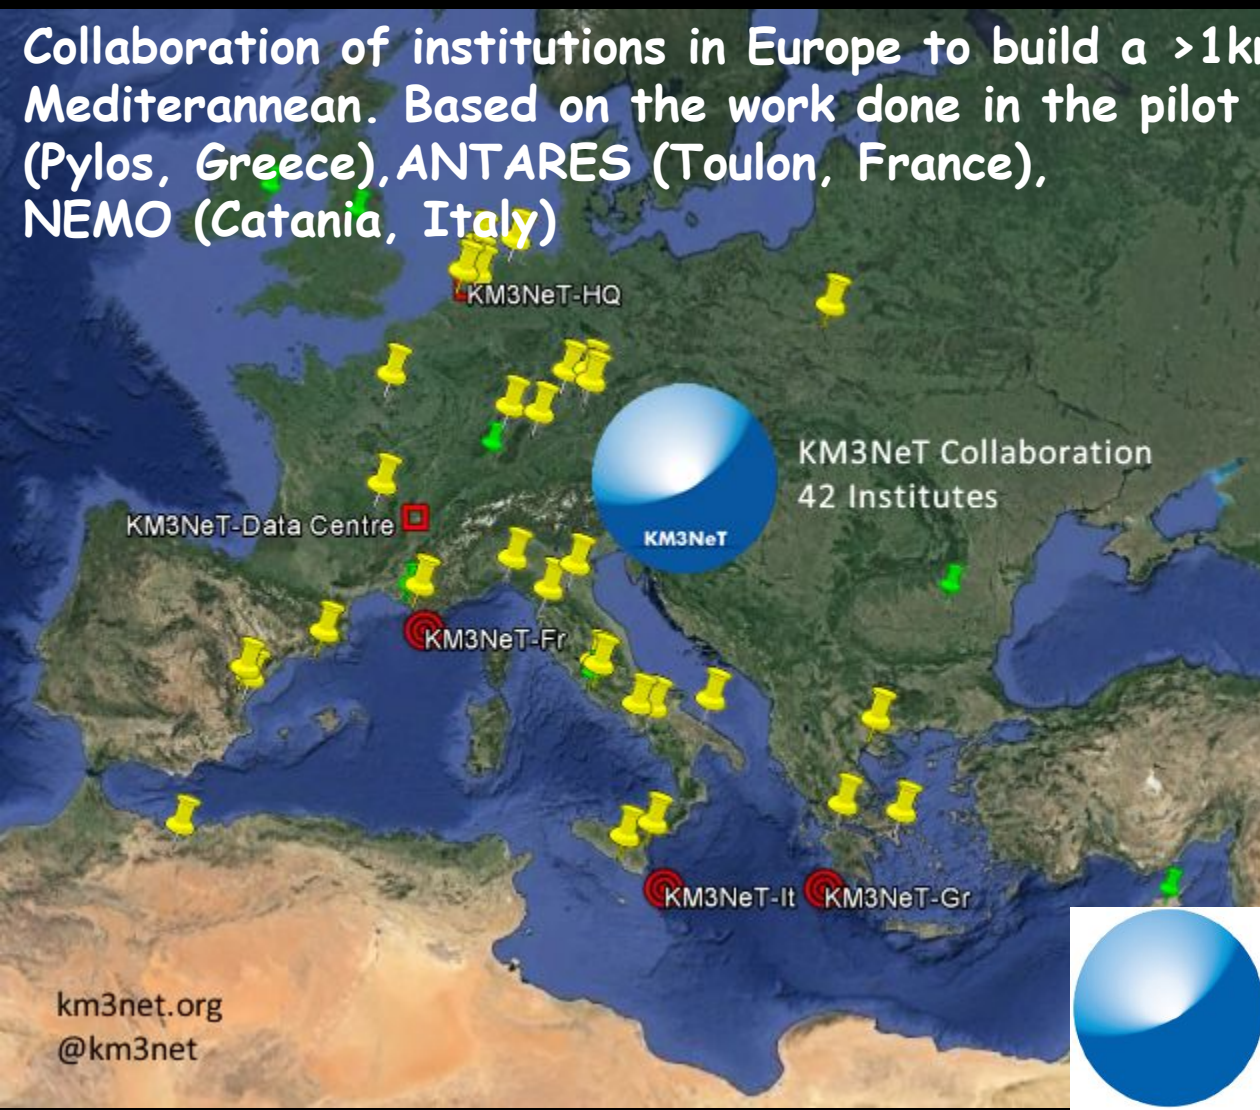 Collaboration of institutions in Europe to build a >1k
Mediterannean. Based on the work done in the pilot
(Pylos, Greece),ANTARES (Toulon, France),
NEMO (Catania, Italy)
KM3NeT-HQ
KM3NeT Collaboration
42 Institutes
KM3NeT-Data Centre
KM3NeT
KM3NeT-Fr
KM3NeT-It
KM3NeT-Gr
km3net.org
@km3net